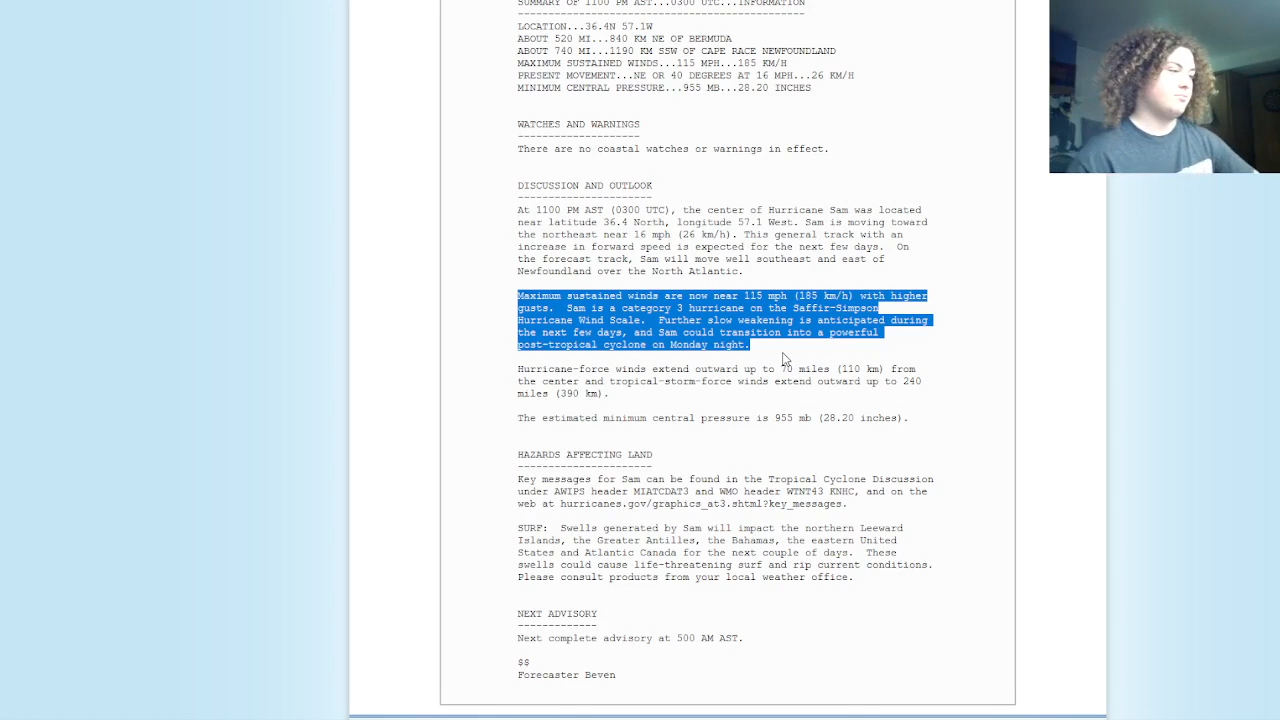 SUMMARY OF 1100 PM AST...0300 UTC...INFORMATION
-----------------------------------------------
LOCATION...36.4N 57.1W
ABOUT 520 MI...840 KM NE OF BERMUDA
ABOUT 740 MI...1190 KM SSW OF CAPE RACE NEWFOUNDLAND
MAXIMUM SUSTAINED WINDS...115 MPH...185 KM/H
PRESENT MOVEMENT...NE OR 40 DEGREES AT 16 MPH...26 KM/H
MINIMUM CENTRAL PRESSURE...955 MB...28.20 INCHES
WATCHES AND WARNINGS
--------------------
There are no coastal watches or warnings in effect.
DISCUSSION AND OUTLOOK
----------------------
At 1100 PM AST (0300 UTC), the center of Hurricane Sam was located
near latitude 36.4 North, longitude 57.1 West. Sam is moving toward
the northeast near 16 mph (26 km/h). This general track with an
increase in forward speed is expected for the next few days.  On
the forecast track, Sam will move well southeast and east of
Newfoundland over the North Atlantic.
Maximum sustained winds are now near 115 mph (185 km/h) with higher
gusts.  Sam is a category 3 hurricane on the Saffir-Simpson
Hurricane Wind Scale.  Further slow weakening is anticipated during
the next few days, and Sam could transition into a powerful
post-tropical cyclone on Monday night.
Hurricane-force winds extend outward up to 70 miles (110 km) from
the center and tropical-storm-force winds extend outward up to 240
miles (390 km).
The estimated minimum central pressure is 955 mb (28.20 inches).
HAZARDS AFFECTING LAND
----------------------
Key messages for Sam can be found in the Tropical Cyclone Discussion
under AWIPS header MIATCDAT3 and WMO header WTNT43 KNHC, and on the
web at hurricanes.gov/graphics_at3.shtml?key_messages.
SURF:  Swells generated by Sam will impact the northern Leeward
Islands, the Greater Antilles, the Bahamas, the eastern United
States and Atlantic Canada for the next couple of days.  These
swells could cause life-threatening surf and rip current conditions.
Please consult products from your local weather office.
NEXT ADVISORY
-------------
Next complete advisory at 500 AM AST.
$$
Forecaster Beven